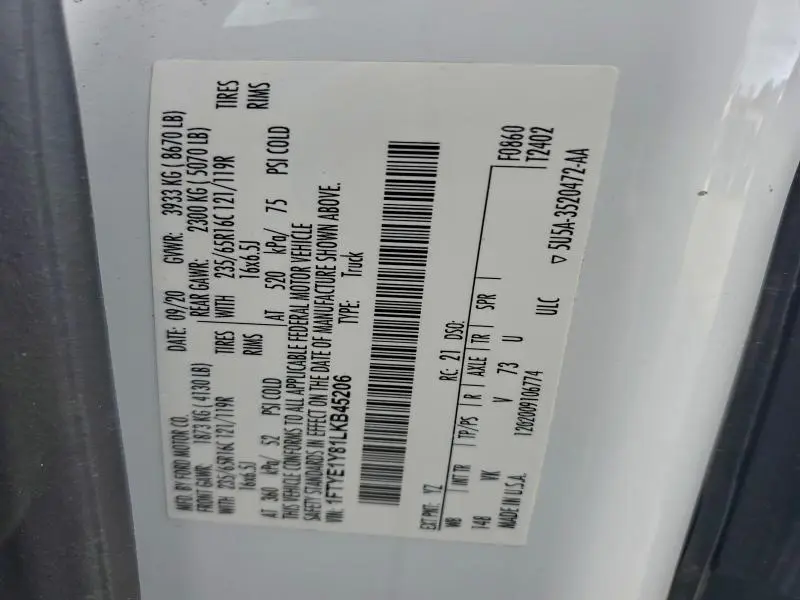 MFD. BY FORD MOTOR CO. DATE: 09/20 GVWR: 3933 KG ( 8670 LB)
FRONT GAWR: 1873 KG ( 4130 LB) REAR GAWR: 2300 KG ( 5070 LB)
WITH 235/65R16C 121/119R TIRES WITH 235/65R16C 121/119R TIRES
16x6.5J RIMS 16x6.5J RIMS
AT 360 kPa/ 52 PSI COLD AT 520 kPa/ 75 PSI COLD
THIS VEHICLE CONFORMS TO ALL APPLICABLE FEDERAL MOTOR VEHICLE
SAFETY STANDARDS IN EFFECT ON THE DATE OF MANUFACTURE SHOWN ABOVE.
VIN: 1FTYE1Y81LKB45206 TYPE: Truck
EXT PNT: YZ RC: 21 DSO: F0860
WB INT TR TP/PS R AXLE TR SPR T2402
148 VK V 73 U
MADE IN U.S.A. ULC 5U5A-3520472-AA